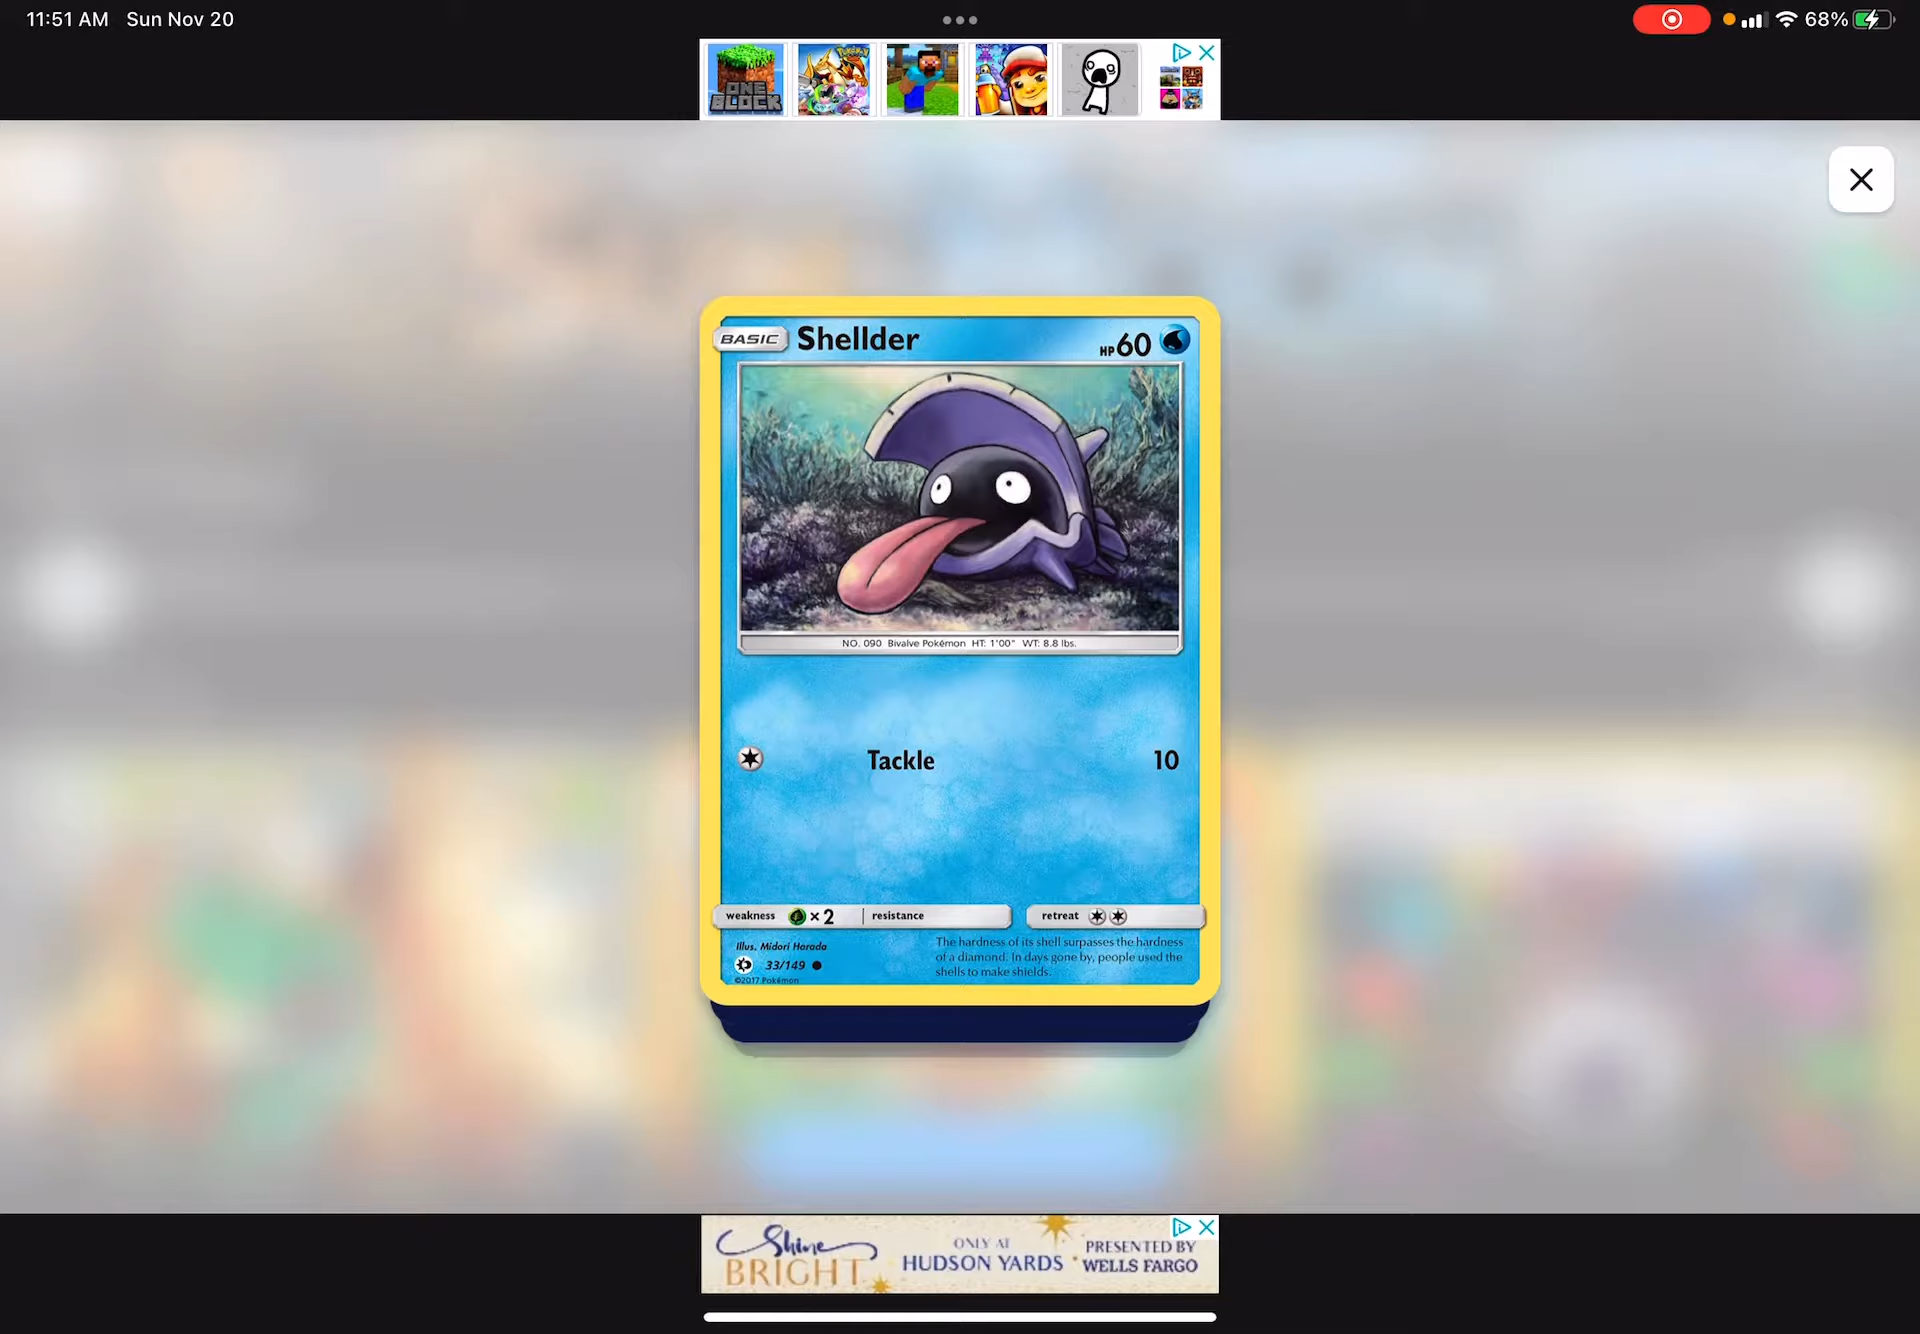 11:51 AM Sun Nov 20
68%
ONE
BLOCK
POKÉMON
BASIC Shellder HP60
NO. 090 Bivalve Pokémon HT: 1'00" WT: 8.8 lbs.
Tackle 10
weakness ×2 resistance retreat
Illus. Midori Harada
33/149
©2017 Pokémon
The hardness of its shell surpasses the hardness
of a diamond. In days gone by, people used the
shells to make shields.
Shine
BRIGHT
ONLY AT
HUDSON YARDS
PRESENTED BY
WELLS FARGO